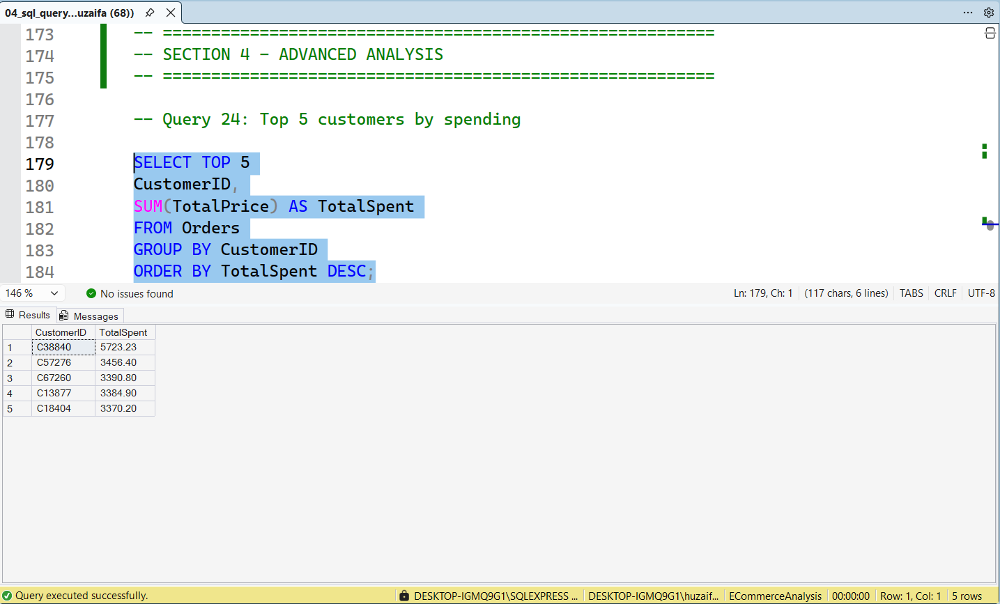 04_sql_query...uzaifa (68))
173 -- =========================================================
174 -- SECTION 4 - ADVANCED ANALYSIS
175 -- =========================================================
176
177 -- Query 24: Top 5 customers by spending
178
179 SELECT TOP 5
180 CustomerID,
181 SUM(TotalPrice) AS TotalSpent
182 FROM Orders
183 GROUP BY CustomerID
184 ORDER BY TotalSpent DESC;
146 % No issues found Ln: 179, Ch: 1 (117 chars, 6 lines) TABS CRLF UTF-8
Results Messages
CustomerID TotalSpent
1 C38840 5723.23
2 C57276 3456.40
3 C67260 3390.80
4 C13877 3384.90
5 C18404 3370.20
Query executed successfully. DESKTOP-IGMQ9G1\SQLEXPRESS ... DESKTOP-IGMQ9G1\huzaif... ECommerceAnalysis 00:00:00 Row: 1, Col: 1 5 rows